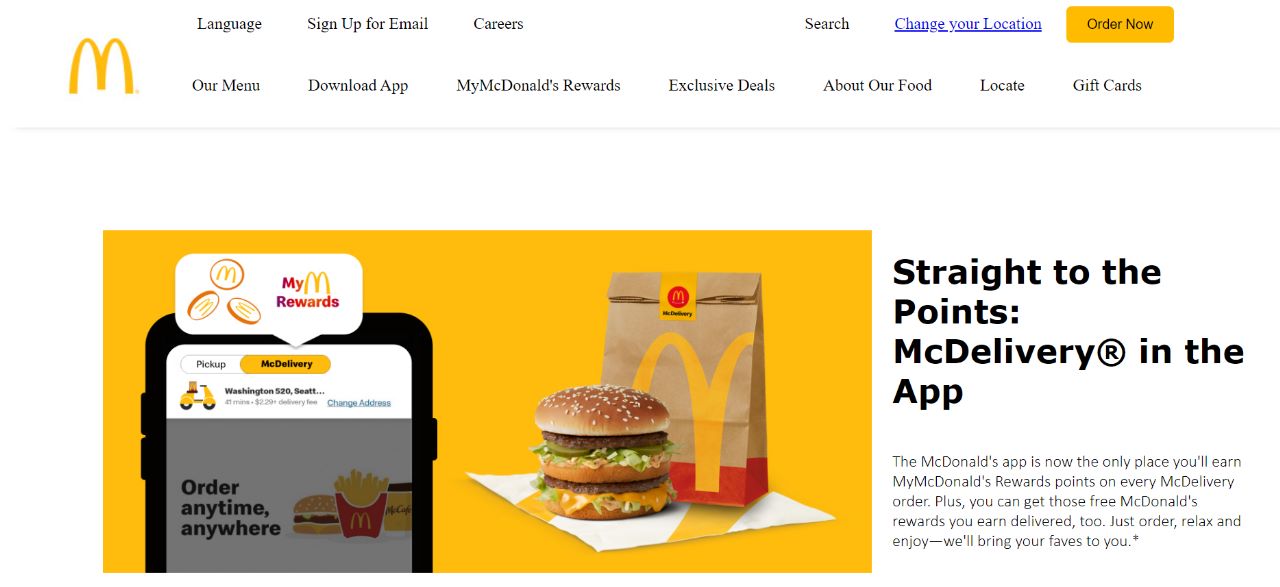 Language Sign Up for Email Careers Search Change your Location Order Now
Our Menu Download App MyMcDonald's Rewards Exclusive Deals About Our Food Locate Gift Cards
My
Rewards
Pickup McDelivery
Washington 520, Seatt...
41 mins • $2.29+ delivery fee Change Address
Order
anytime,
anywhere
McCafé
McDelivery
Straight to the
Points:
McDelivery® in the
App
The McDonald's app is now the only place you'll earn
MyMcDonald's Rewards points on every McDelivery
order. Plus, you can get those free McDonald's
rewards you earn delivered, too. Just order, relax and
enjoy—we'll bring your faves to you.*